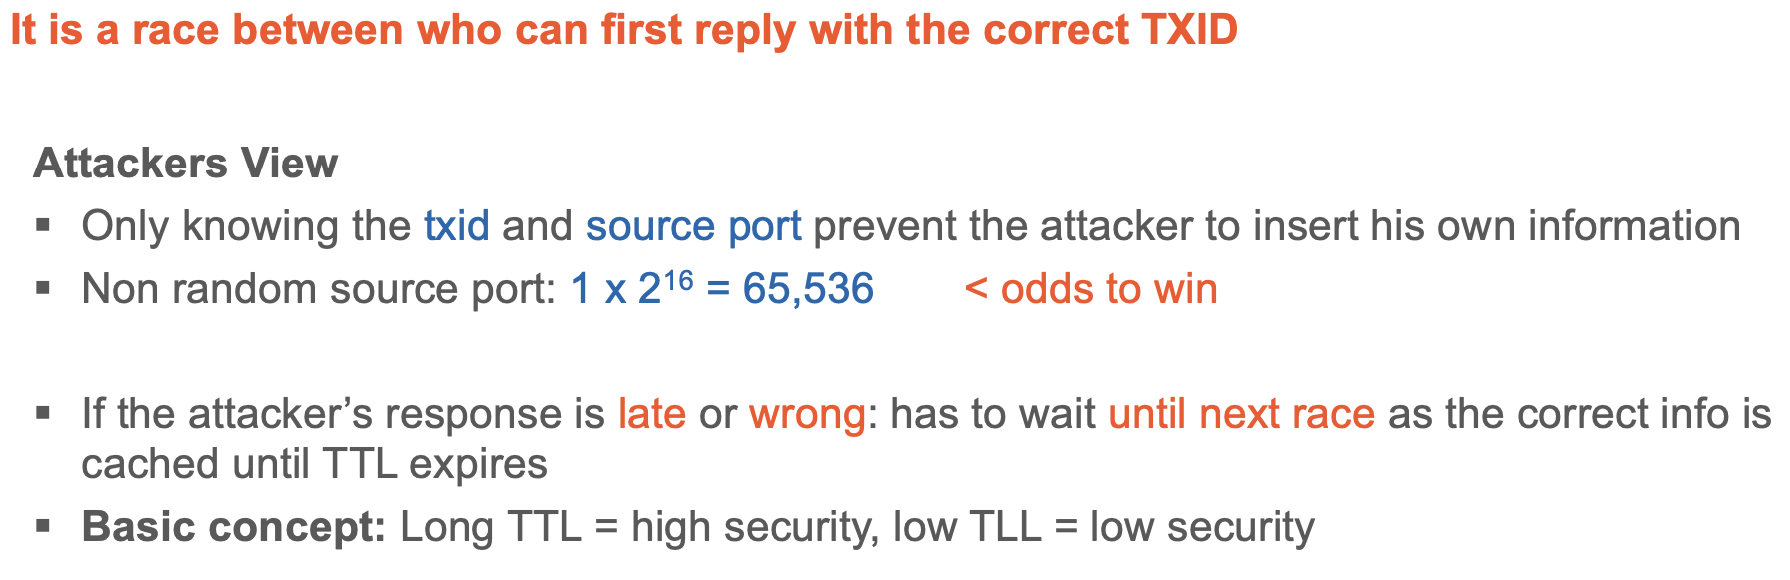 It is a race between who can first reply with the correct TXID
Attackers View
▪ Only knowing the txid and source port prevent the attacker to insert his own information
▪ Non random source port: 1 x 2¹⁶ = 65,536 < odds to win
▪ If the attacker’s response is late or wrong: has to wait until next race as the correct info is
cached until TTL expires
▪ Basic concept: Long TTL = high security, low TLL = low security